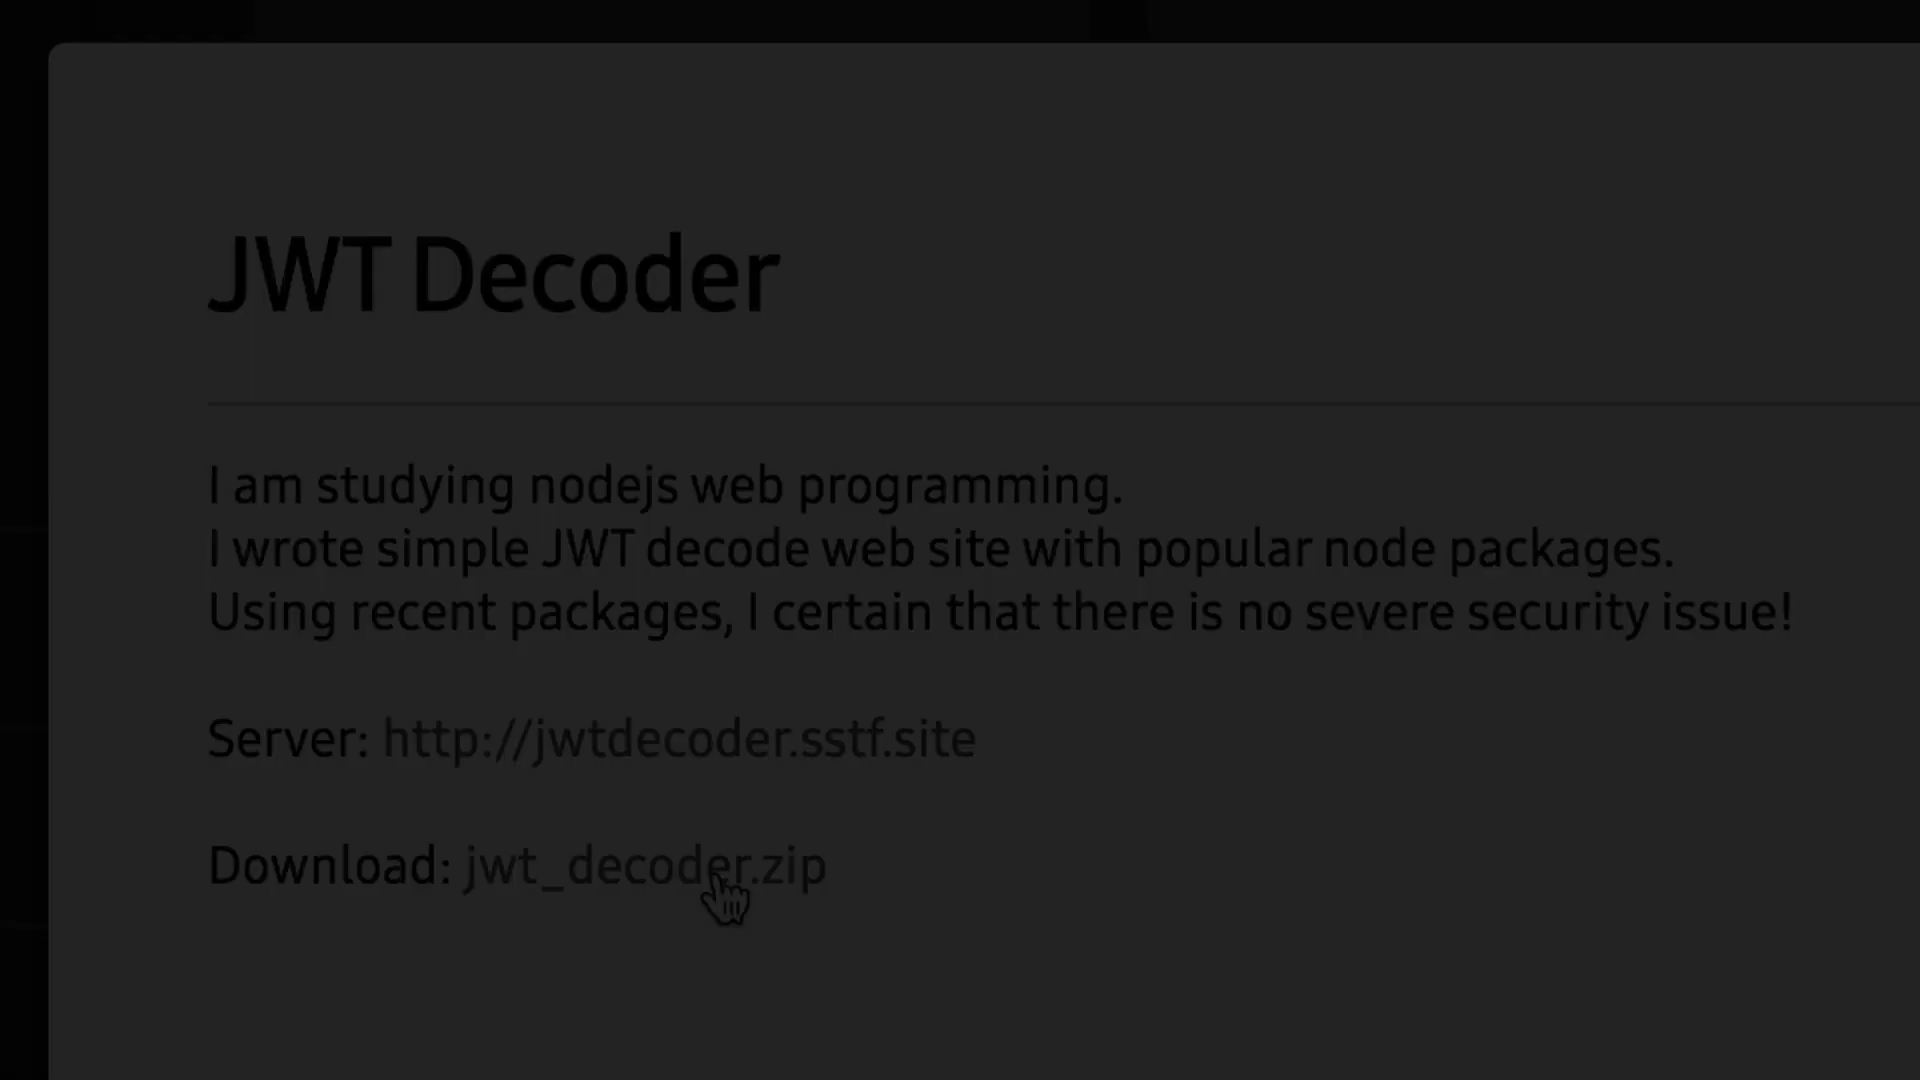 JWT Decoder
I am studying nodejs web programming.
I wrote simple JWT decode web site with popular node packages.
Using recent packages, I certain that there is no severe security issue!
Server: http://jwtdecoder.sstf.site
Download: jwt_decoder.zip